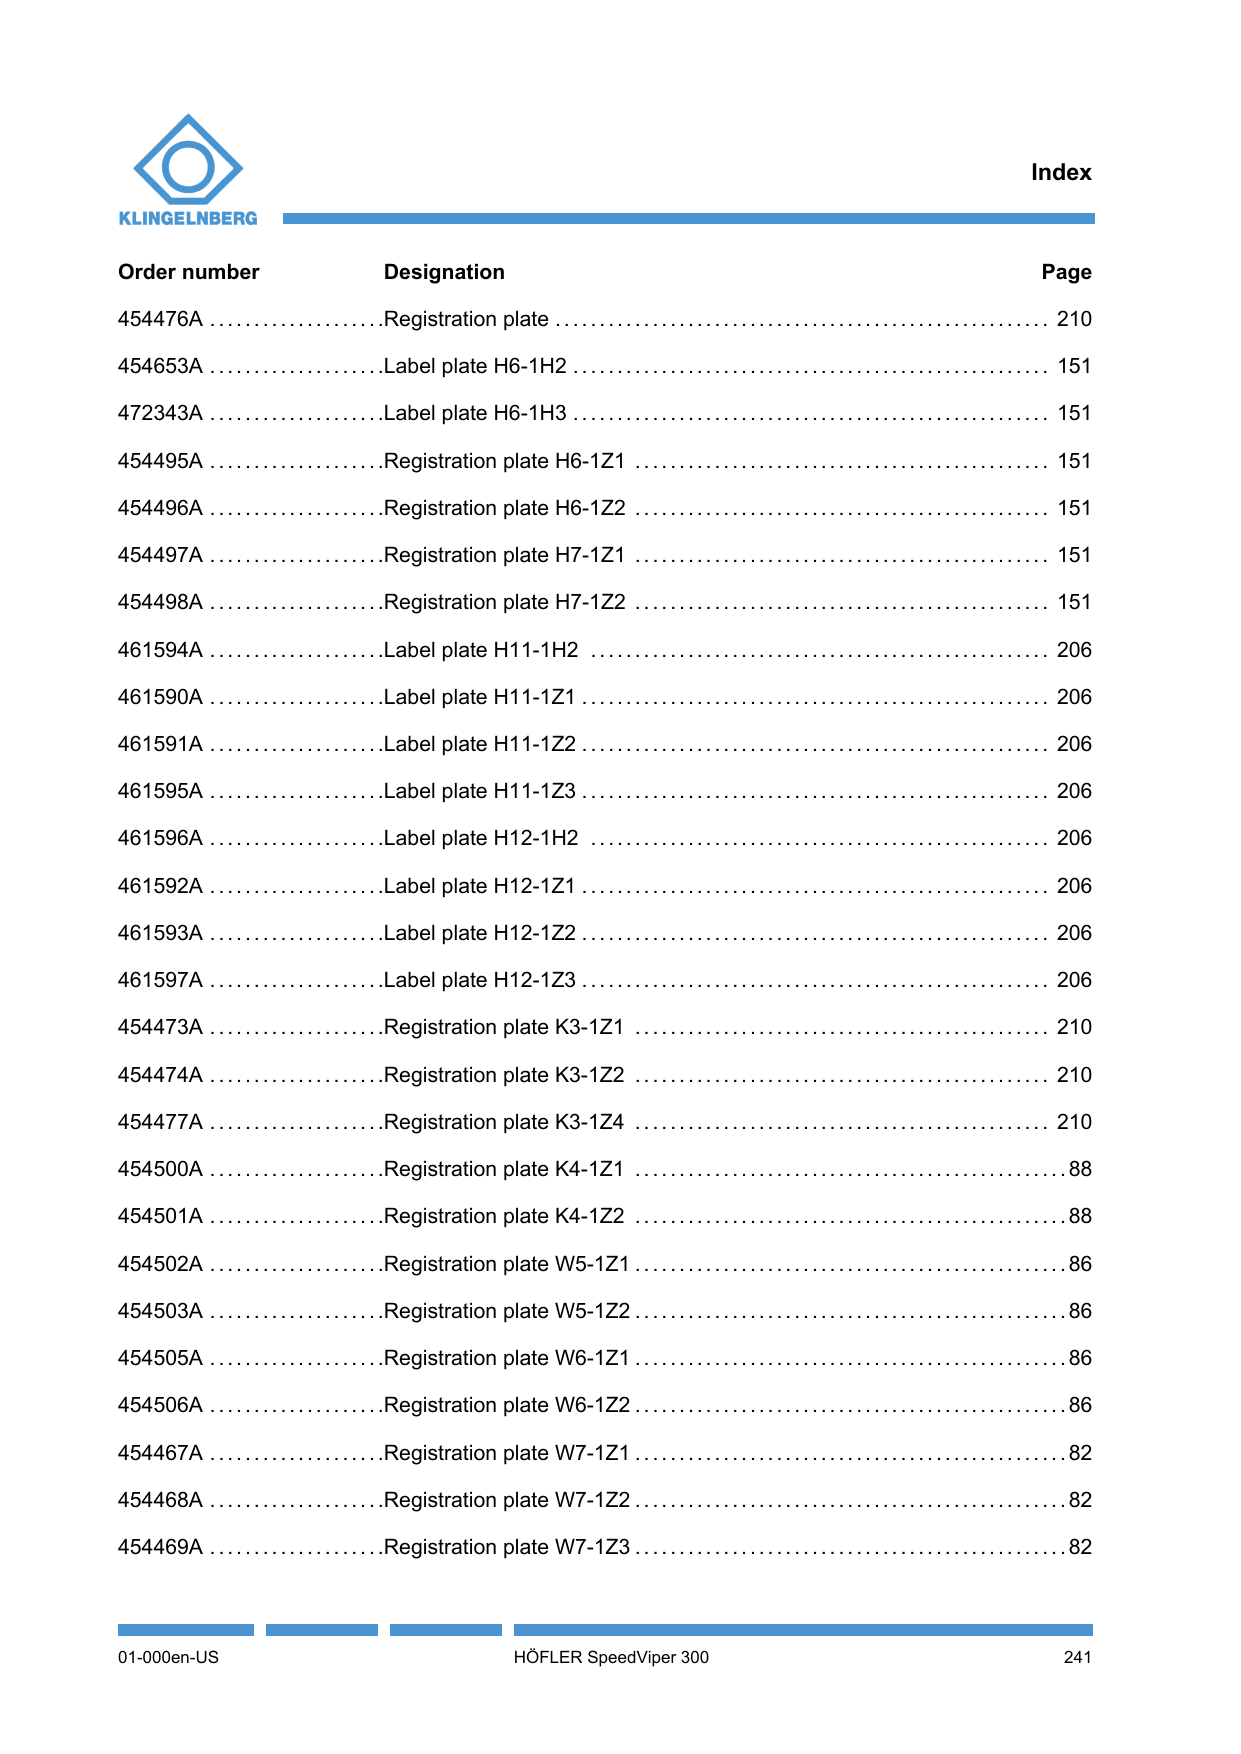 Index
KLINGELNBERG
Order number Designation Page
454476A ....................Registration plate ........................................................ 210
454653A ....................Label plate H6-1H2 ...................................................... 151
472343A ....................Label plate H6-1H3 ...................................................... 151
454495A ....................Registration plate H6-1Z1 ............................................... 151
454496A ....................Registration plate H6-1Z2 ............................................... 151
454497A ....................Registration plate H7-1Z1 ............................................... 151
454498A ....................Registration plate H7-1Z2 ............................................... 151
461594A ....................Label plate H11-1H2 .................................................... 206
461590A ....................Label plate H11-1Z1 ..................................................... 206
461591A ....................Label plate H11-1Z2 ..................................................... 206
461595A ....................Label plate H11-1Z3 ..................................................... 206
461596A ....................Label plate H12-1H2 .................................................... 206
461592A ....................Label plate H12-1Z1 ..................................................... 206
461593A ....................Label plate H12-1Z2 ..................................................... 206
461597A ....................Label plate H12-1Z3 ..................................................... 206
454473A ....................Registration plate K3-1Z1 ............................................... 210
454474A ....................Registration plate K3-1Z2 ............................................... 210
454477A ....................Registration plate K3-1Z4 ............................................... 210
454500A ....................Registration plate K4-1Z1 .................................................88
454501A ....................Registration plate K4-1Z2 .................................................88
454502A ....................Registration plate W5-1Z1 .................................................86
454503A ....................Registration plate W5-1Z2 .................................................86
454505A ....................Registration plate W6-1Z1 .................................................86
454506A ....................Registration plate W6-1Z2 .................................................86
454467A ....................Registration plate W7-1Z1 .................................................82
454468A ....................Registration plate W7-1Z2 .................................................82
454469A ....................Registration plate W7-1Z3 .................................................82
01-000en-US HÖFLER SpeedViper 300 241